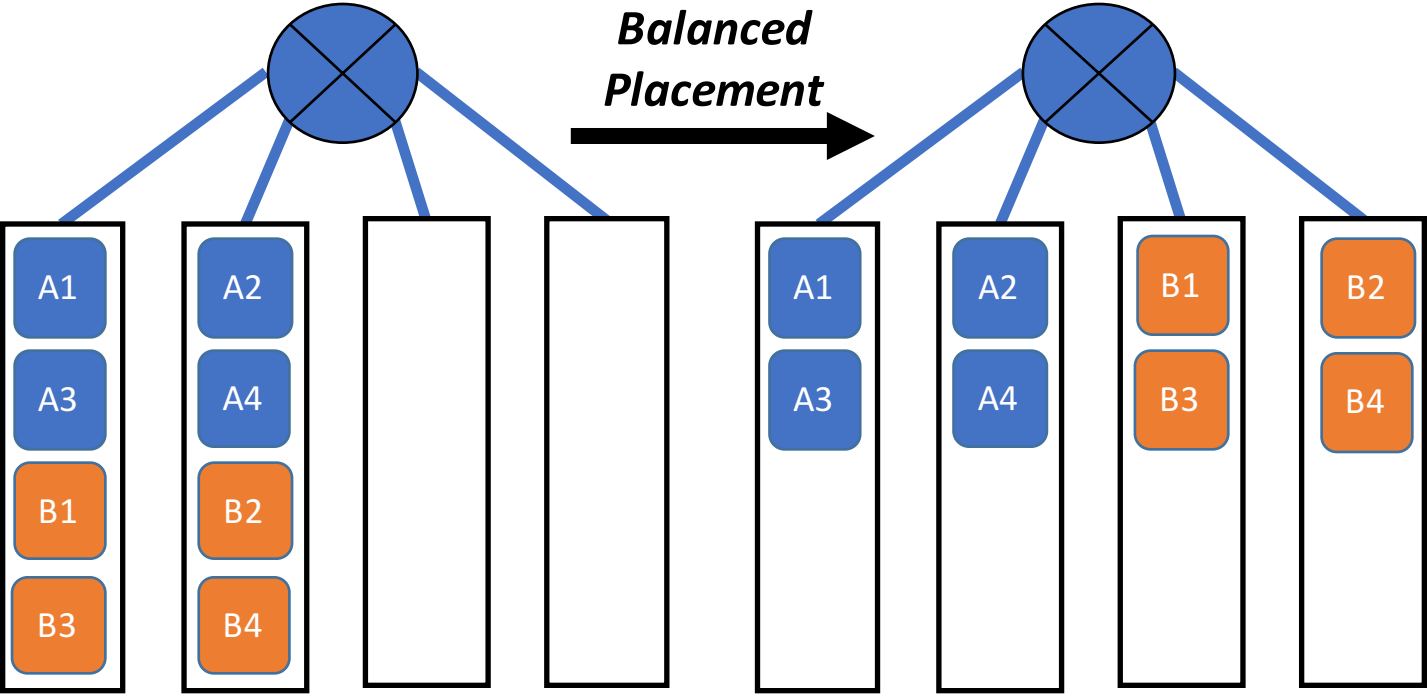 Balanced
Placement
A1 A2 A1 A2 B1 B2
A3 A4 A3 A4 B3 B4
B1 B2
B3 B4